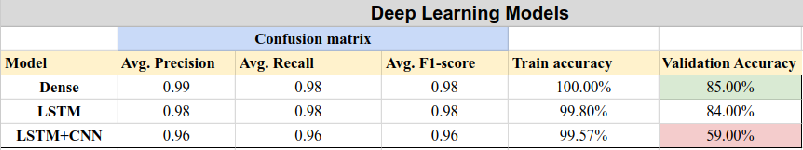 Deep Learning Models
Confusion matrix
Model Avg. Precision Avg. Recall Avg. F1-score Train accuracy Validation Accuracy
Dense 0.99 0.98 0.98 100.00% 85.00%
LSTM 0.98 0.98 0.98 99.80% 84.00%
LSTM+CNN 0.96 0.96 0.96 99.57% 59.00%